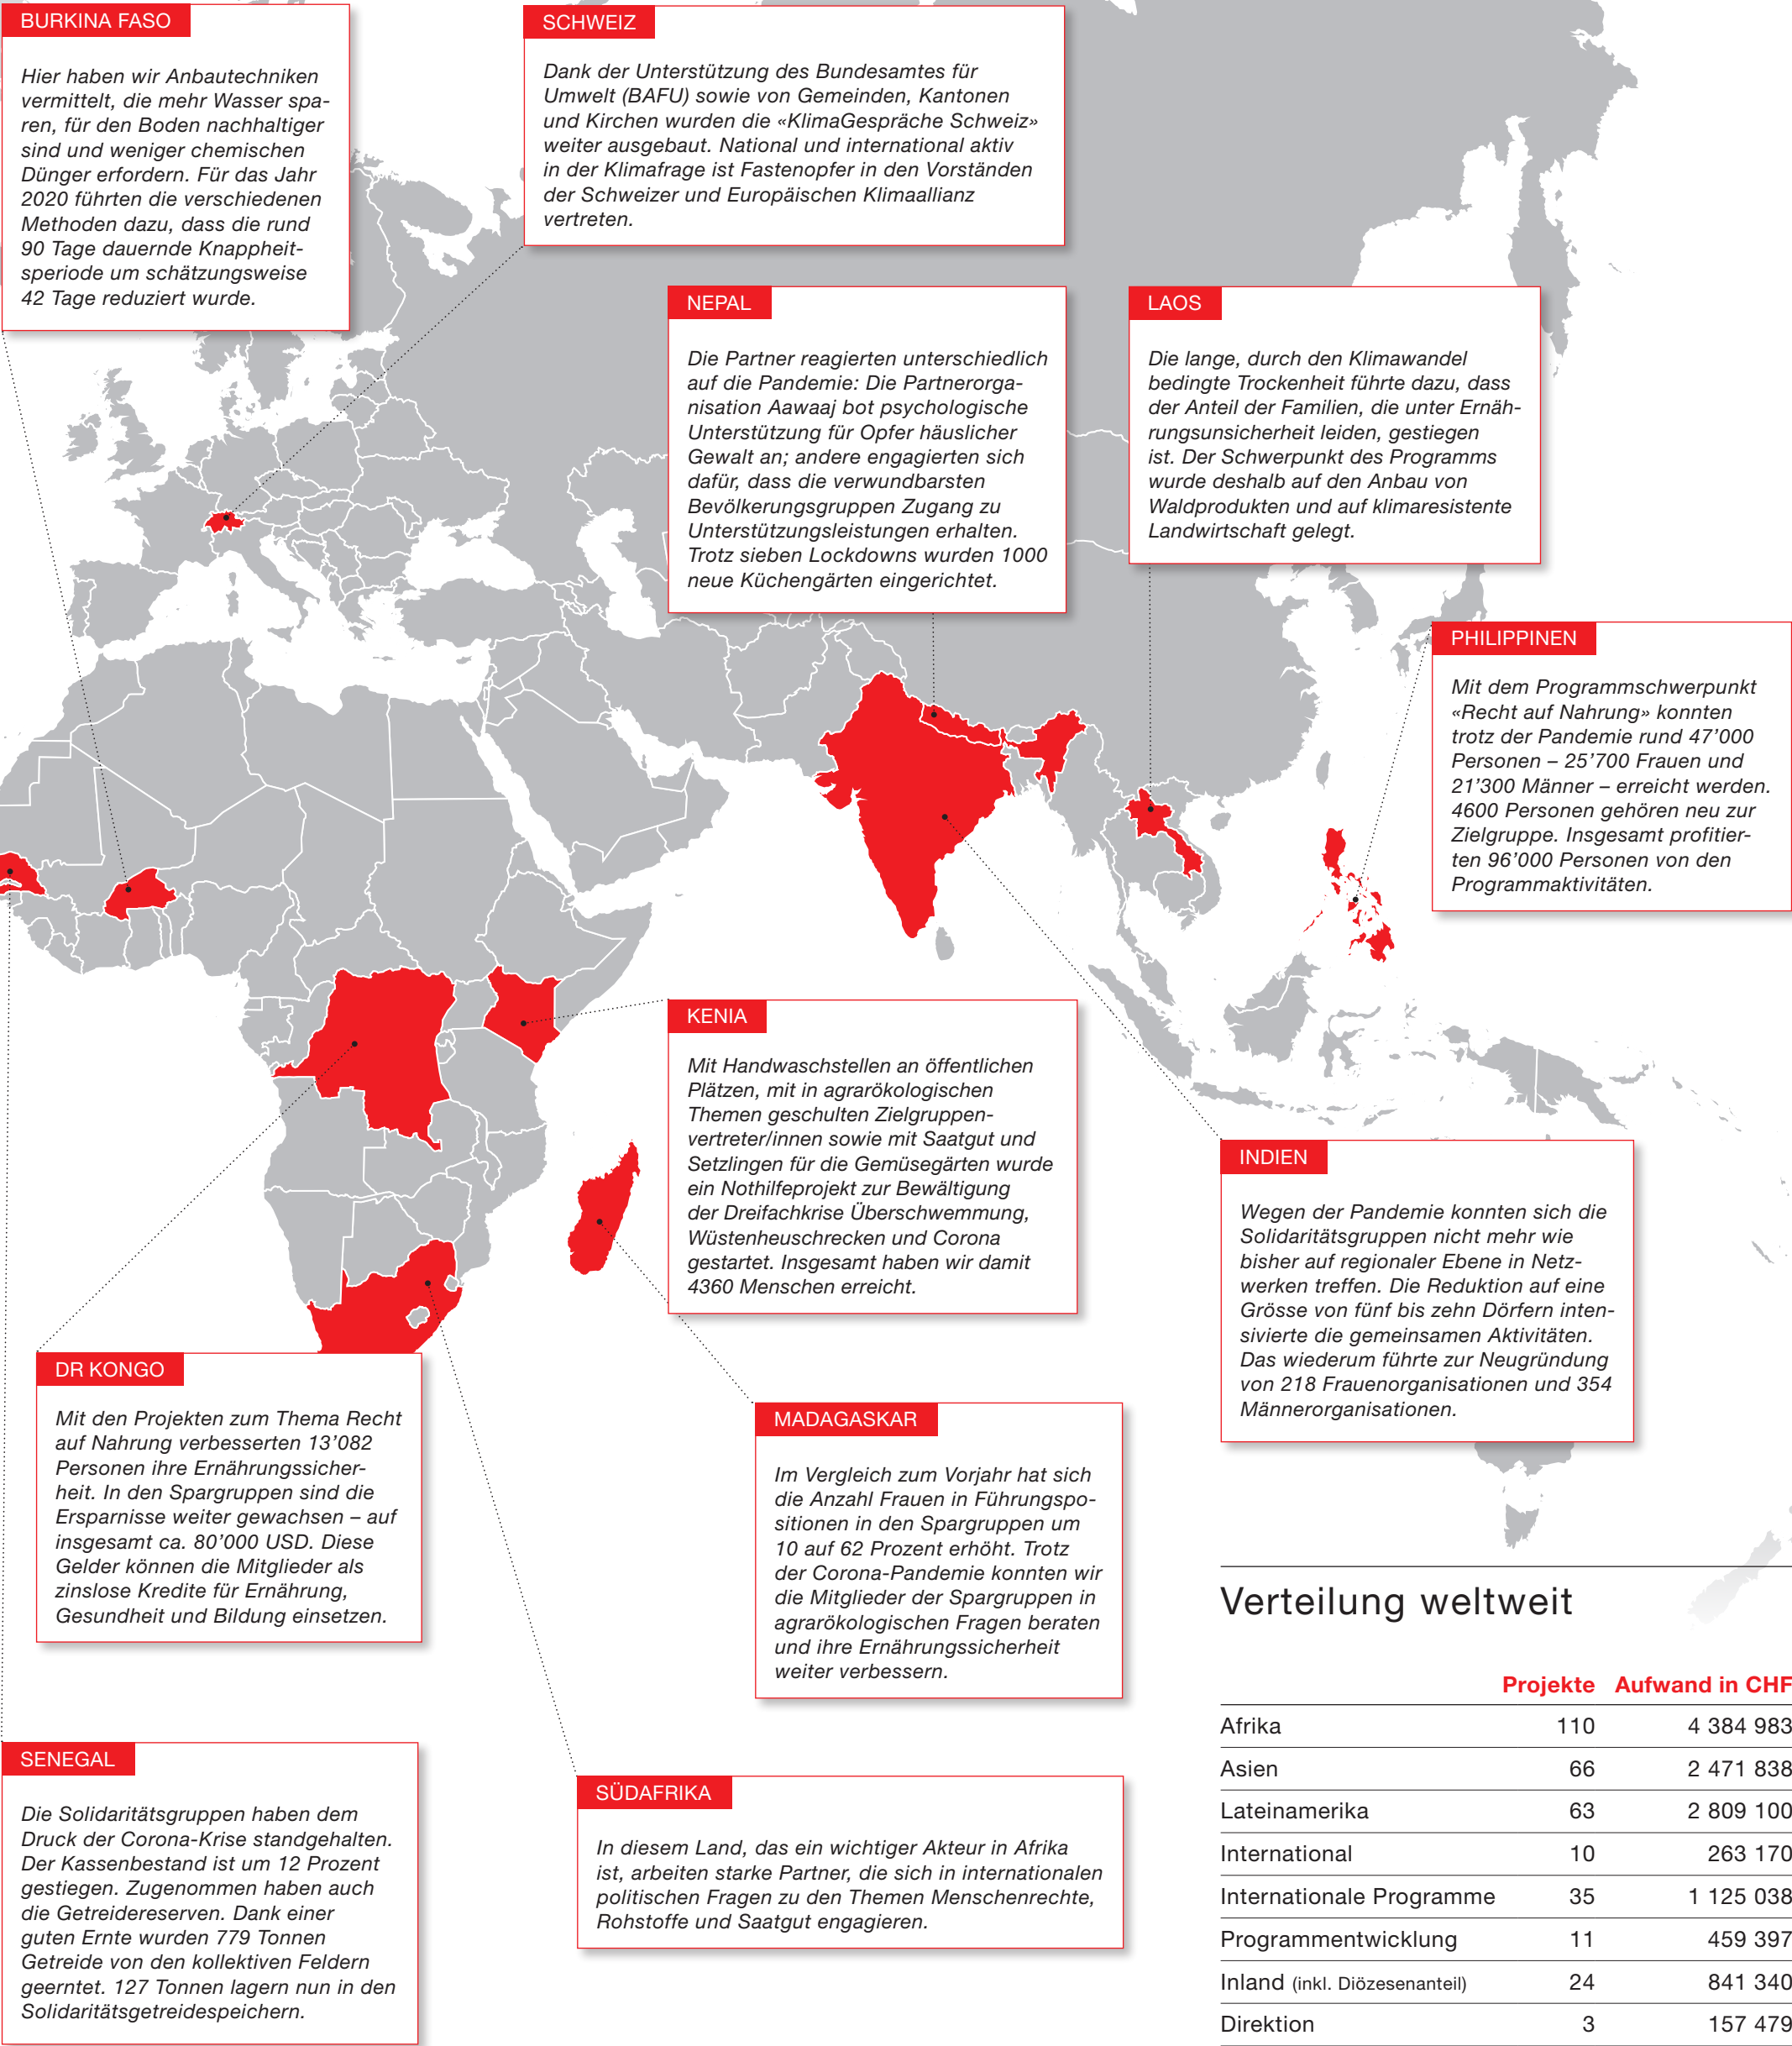 BURKINA FASO
Hier haben wir Anbautechniken
vermittelt, die mehr Wasser spa-
ren, für den Boden nachhaltiger
sind und weniger chemischen
Dünger erfordern. Für das Jahr
2020 führten die verschiedenen
Methoden dazu, dass die rund
90 Tage dauernde Knappheit-
speriode um schätzungsweise
42 Tage reduziert wurde.
SCHWEIZ
Dank der Unterstützung des Bundesamtes für
Umwelt (BAFU) sowie von Gemeinden, Kantonen
und Kirchen wurden die «KlimaGespräche Schweiz»
weiter ausgebaut. National und international aktiv
in der Klimafrage ist Fastenopfer in den Vorständen
der Schweizer und Europäischen Klimaallianz
vertreten.
NEPAL
Die Partner reagierten unterschiedlich
auf die Pandemie: Die Partnerorga-
nisation Aawaaj bot psychologische
Unterstützung für Opfer häuslicher
Gewalt an; andere engagierten sich
dafür, dass die verwundbarsten
Bevölkerungsgruppen Zugang zu
Unterstützungsleistungen erhalten.
Trotz sieben Lockdowns wurden 1000
neue Küchengärten eingerichtet.
LAOS
Die lange, durch den Klimawandel
bedingte Trockenheit führte dazu, dass
der Anteil der Familien, die unter Ernäh-
rungsunsicherheit leiden, gestiegen
ist. Der Schwerpunkt des Programms
wurde deshalb auf den Anbau von
Waldprodukten und auf klimaresistente
Landwirtschaft gelegt.
PHILIPPINEN
Mit dem Programmschwerpunkt
«Recht auf Nahrung» konnten
trotz der Pandemie rund 47’000
Personen – 25’700 Frauen und
21’300 Männer – erreicht werden.
4600 Personen gehören neu zur
Zielgruppe. Insgesamt profitier-
ten 96’000 Personen von den
Programmaktivitäten.
KENIA
Mit Handwaschstellen an öffentlichen
Plätzen, mit in agrarökologischen
Themen geschulten Zielgruppen-
vertreter/innen sowie mit Saatgut und
Setzlingen für die Gemüsegärten wurde
ein Nothilfeprojekt zur Bewältigung
der Dreifachkrise Überschwemmung,
Wüstenheuschrecken und Corona
gestartet. Insgesamt haben wir damit
4360 Menschen erreicht.
INDIEN
Wegen der Pandemie konnten sich die
Solidaritätsgruppen nicht mehr wie
bisher auf regionaler Ebene in Netz-
werken treffen. Die Reduktion auf eine
Grösse von fünf bis zehn Dörfern inten-
sivierte die gemeinsamen Aktivitäten.
Das wiederum führte zur Neugründung
von 218 Frauenorganisationen und 354
Männerorganisationen.
DR KONGO
Mit den Projekten zum Thema Recht
auf Nahrung verbesserten 13’082
Personen ihre Ernährungssicher-
heit. In den Spargruppen sind die
Ersparnisse weiter gewachsen – auf
insgesamt ca. 80’000 USD. Diese
Gelder können die Mitglieder als
zinslose Kredite für Ernährung,
Gesundheit und Bildung einsetzen.
MADAGASKAR
Im Vergleich zum Vorjahr hat sich
die Anzahl Frauen in Führungspo-
sitionen in den Spargruppen um
10 auf 62 Prozent erhöht. Trotz
der Corona-Pandemie konnten wir
die Mitglieder der Spargruppen in
agrarökologischen Fragen beraten
und ihre Ernährungssicherheit
weiter verbessern.
SENEGAL
Die Solidaritätsgruppen haben dem
Druck der Corona-Krise standgehalten.
Der Kassenbestand ist um 12 Prozent
gestiegen. Zugenommen haben auch
die Getreidereserven. Dank einer
guten Ernte wurden 779 Tonnen
Getreide von den kollektiven Feldern
geerntet. 127 Tonnen lagern nun in den
Solidaritätsgetreidespeichern.
SÜDAFRIKA
In diesem Land, das ein wichtiger Akteur in Afrika
ist, arbeiten starke Partner, die sich in internationalen
politischen Fragen zu den Themen Menschenrechte,
Rohstoffe und Saatgut engagieren.
Verteilung weltweit
Projekte Aufwand in CHF
Afrika 110 4 384 983
Asien 66 2 471 838
Lateinamerika 63 2 809 100
International 10 263 170
Internationale Programme 35 1 125 038
Programmentwicklung 11 459 397
Inland (inkl. Diözesenanteil) 24 841 340
Direktion 3 157 479